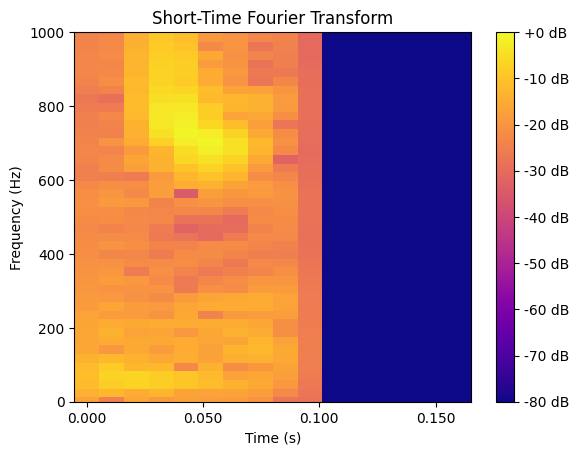 Short-Time Fourier Transform
1000
800
600
400
200
0
Frequency (Hz)
0.000
0.050
0.100
0.150
Time (s)
+0 dB
-10 dB
-20 dB
-30 dB
-40 dB
-50 dB
-60 dB
-70 dB
-80 dB